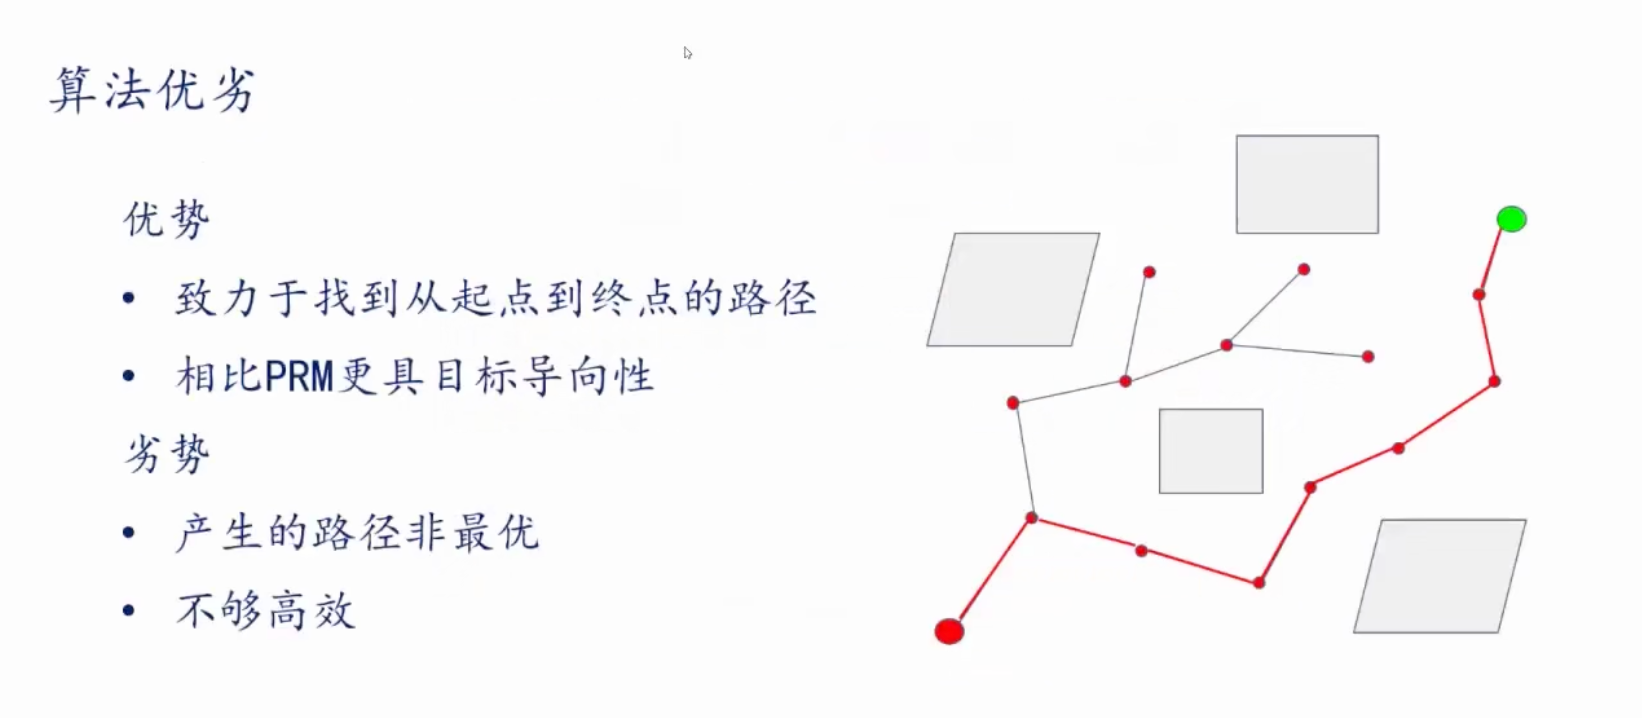 算法优劣
优势
• 致力于找到从起点到终点的路径
• 相比PRM更具目标导向性
劣势
• 产生的路径非最优
• 不够高效